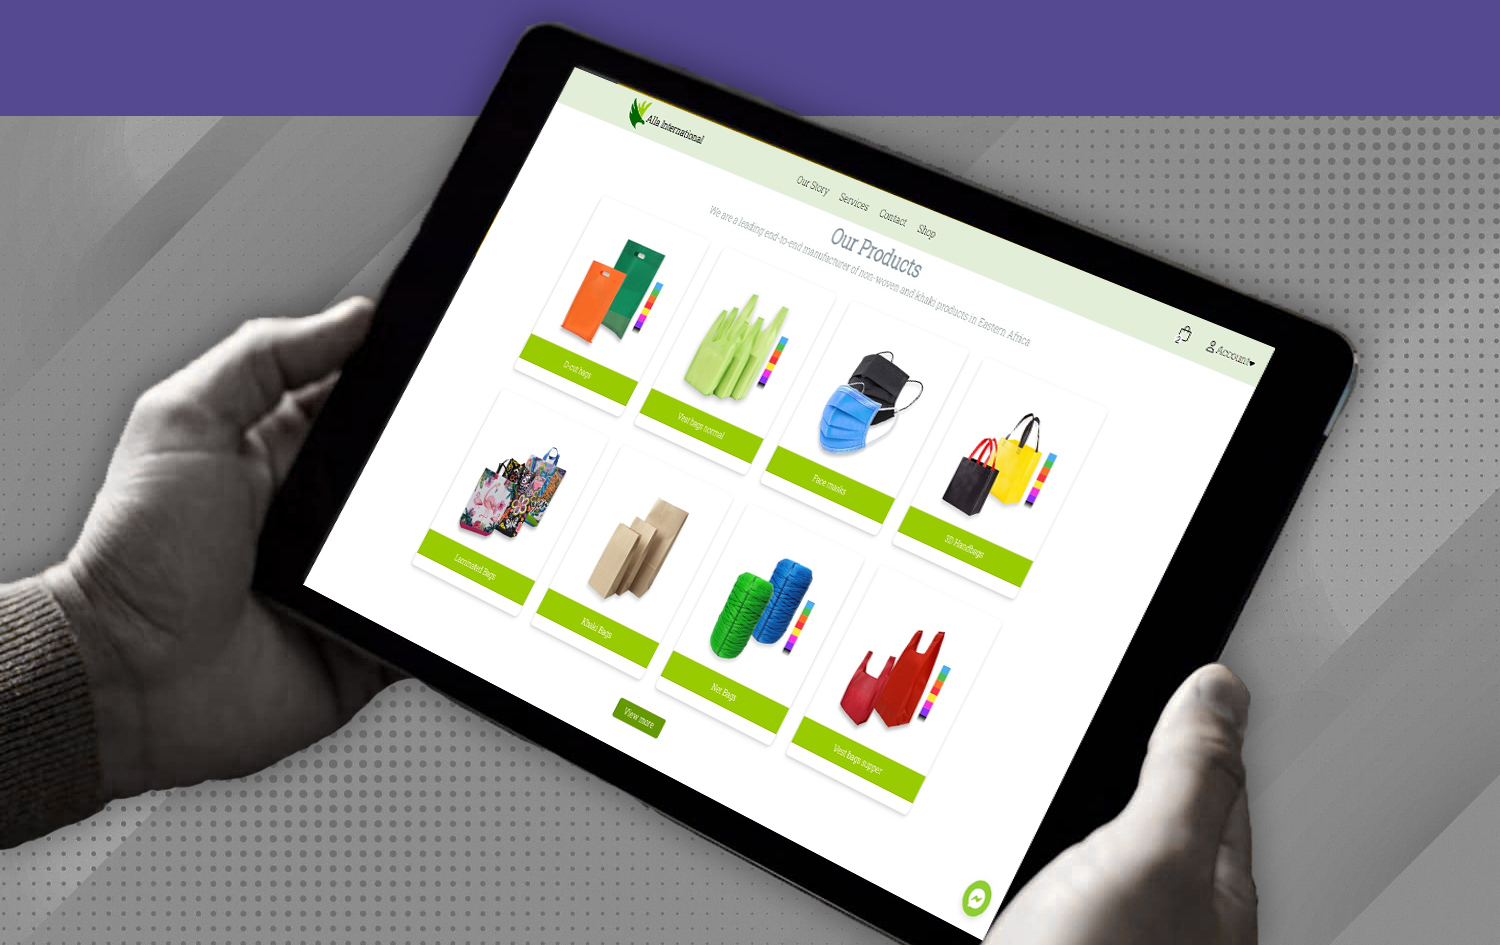 Alla International
Our Story
Services
Contact
Shop
2
Account
Our Products
We are a leading end-to-end manufacturer of non-woven and khaki products in Eastern Africa
D-cut bags
Vest bags normal
Face masks
3D Handbags
Laminated Bags
Khaki Bags
Net Bags
Vest bags supper
View more